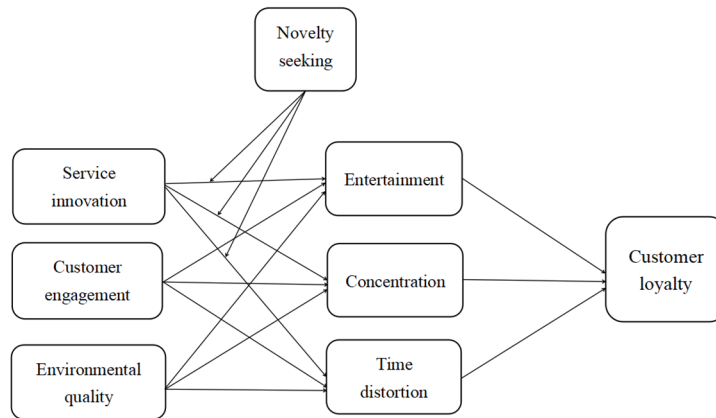 Novelty
seeking
Service
innovation
Entertainment
Customer
engagement
Concentration
Customer
loyalty
Environmental
quality
Time
distortion